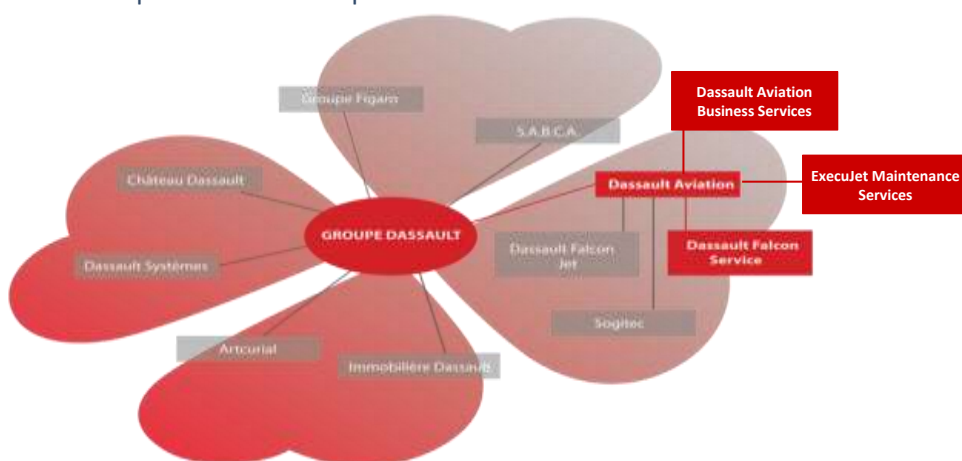 Dassault Aviation
Business Services
Groupe Figaro
S.A.B.C.A.
ExecuJet Maintenance
Services
Château Dassault
Dassault Aviation
GROUPE DASSAULT
Dassault Falcon
Jet
Dassault Falcon
Service
Dassault Systèmes
Sogitec
Artcurial
Immobilière Dassault